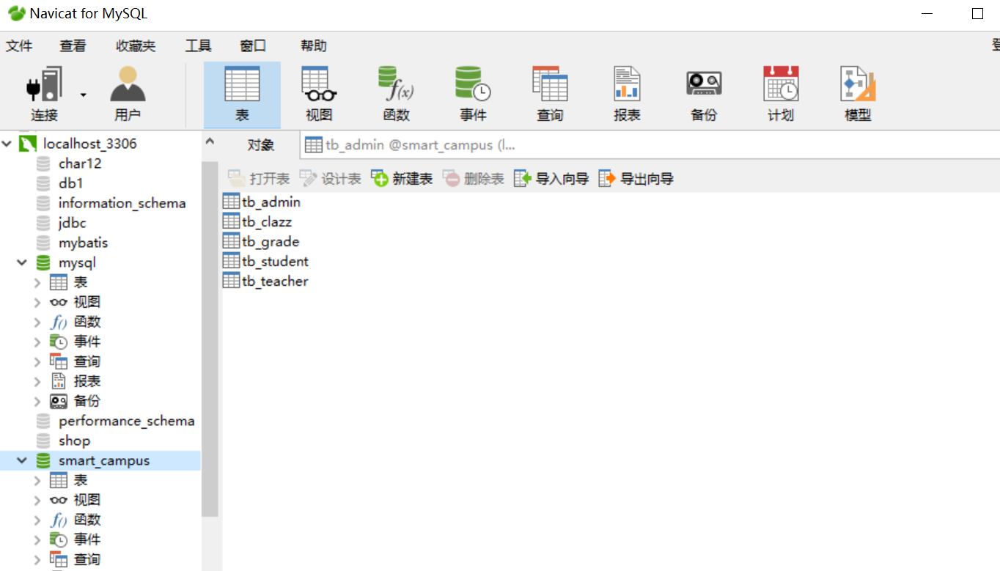 Navicat for MySQL
文件 查看 收藏夹 工具 窗口 帮助
连接 用户 表 视图 函数 事件 查询 报表 备份 计划 模型
localhost_3306
char12
db1
information_schema
jdbc
mybatis
mysql
表
视图
函数
事件
查询
报表
备份
performance_schema
shop
smart_campus
表
视图
函数
事件
查询
对象 tb_admin @smart_campus (l...
打开表 设计表 新建表 删除表 导入向导 导出向导
tb_admin
tb_clazz
tb_grade
tb_student
tb_teacher